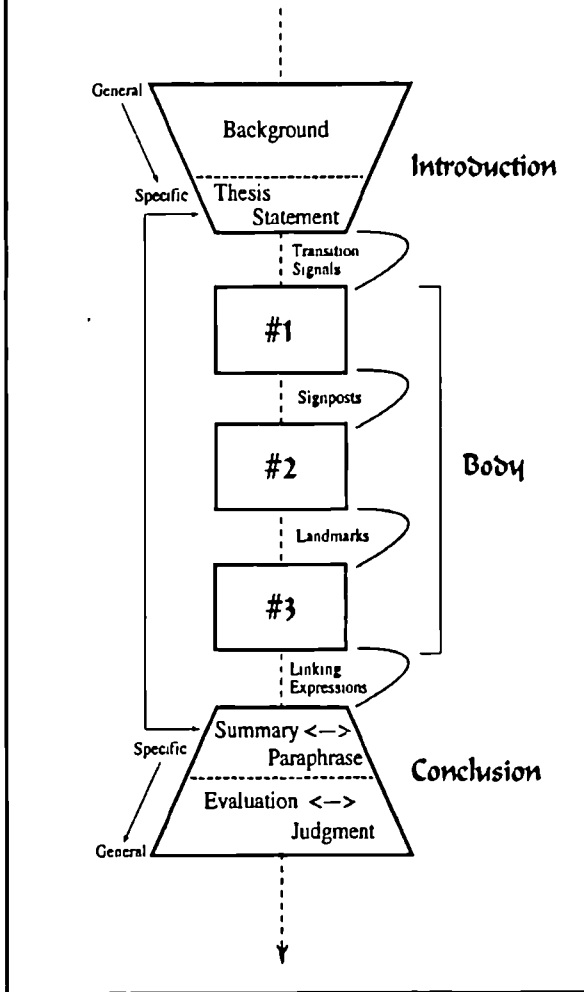 General
Background
Introduction
Specific
Thesis
Statement
Transition
Signals
#1
Signposts
#2
Body
Landmarks
#3
Linking
Expressions
Summary <-->
Specific
Paraphrase
Conclusion
Evaluation <-->
Judgment
General